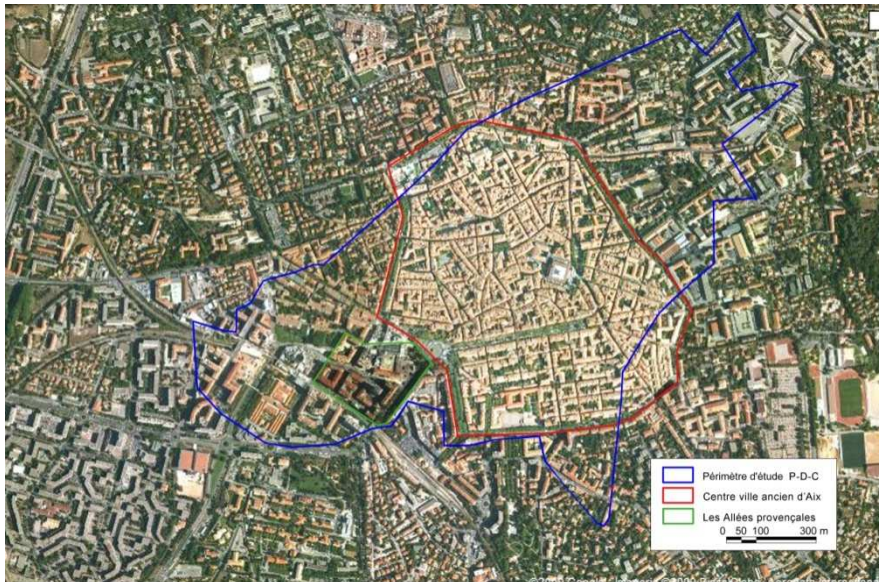 Périmètre d'étude P-D-C
Centre ville ancien d'Aix
Les Allées provençales
0 50 100 300 m